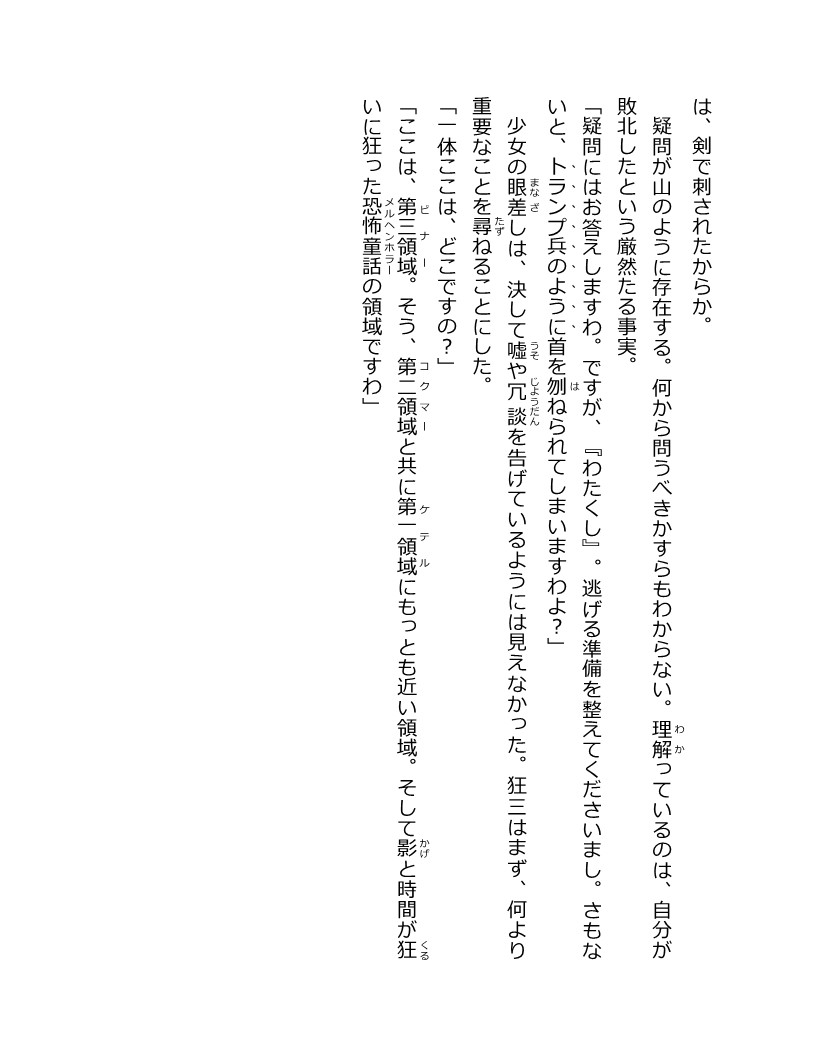 は、剣で刺されたからか。
　疑問が山のように存在する。何から問うべきかすらもわからない。理解っているのは、自分が
敗北したという厳然たる事実。
「疑問にはお答えしますわ。ですが、『わたくし』。逃げる準備を整えてくださいまし。さもな
いと、トランプ兵のように首を刎ねられてしまいますわよ？」
　少女の眼差しは、決して嘘や冗談を告げているようには見えなかった。狂三はまず、何より
重要なことを尋ねることにした。
「一体ここは、どこですの？」
「ここは、第三領域。そう、第二領域と共に第一領域にもっとも近い領域。そして影と時間が狂
いに狂った恐怖童話の領域ですわ」